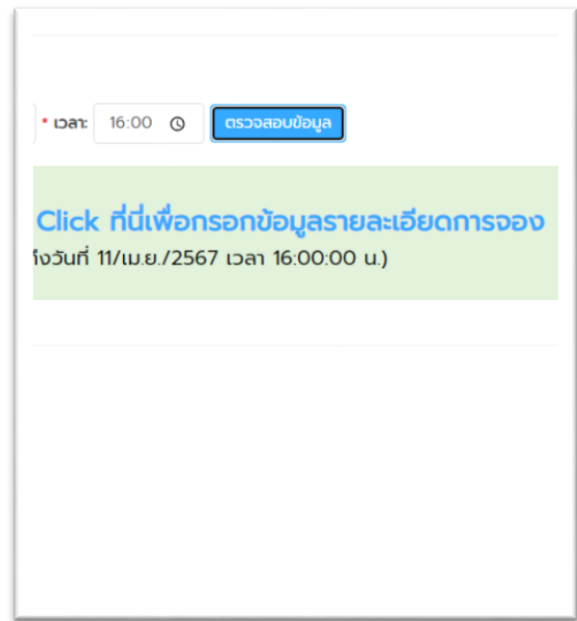 * เวลา: 16:00 ตรวจสอบข้อมูล
Click ที่นี่เพื่อกรอกข้อมูลรายละเอียดการจอง
ถึงวันที่ 11/เม.ย./2567 เวลา 16:00:00 น.)